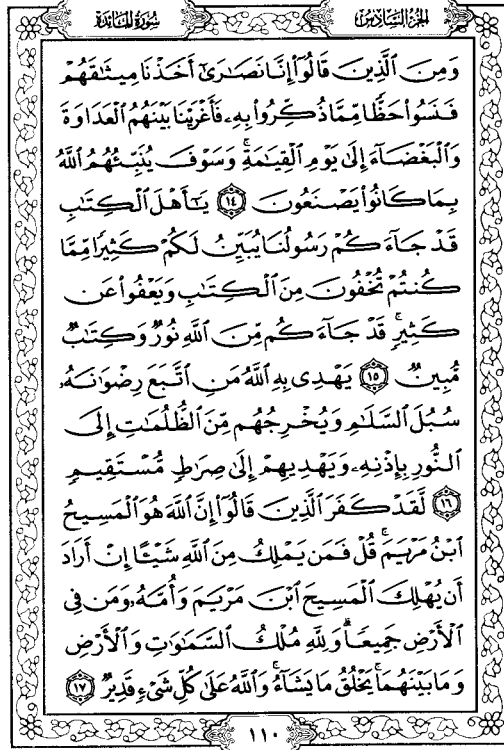 سورة المائدة
الجزء السادس
وَمِنَ ٱلَّذِينَ قَالُوٓا۟ إِنَّا نَصَـٰرَىٰٓ أَخَذْنَا مِيثَـٰقَهُمْ
فَنَسُوا۟ حَظًّا مِّمَّا ذُكِّرُوا۟ بِهِۦ فَأَغْرَيْنَا بَيْنَهُمُ ٱلْعَدَاوَةَ
وَٱلْبَغْضَآءَ إِلَىٰ يَوْمِ ٱلْقِيَـٰمَةِ ۚ وَسَوْفَ يُنَبِّئُهُمُ ٱللَّهُ
بِمَا كَانُوا۟ يَصْنَعُونَ ١٤ يَـٰٓأَهْلَ ٱلْكِتَـٰبِ
قَدْ جَآءَكُمْ رَسُولُنَا يُبَيِّنُ لَكُمْ كَثِيرًا مِّمَّا
كُنتُمْ تُخْفُونَ مِنَ ٱلْكِتَـٰبِ وَيَعْفُوا۟ عَن
كَثِيرٍ ۚ قَدْ جَآءَكُم مِّنَ ٱللَّهِ نُورٌ وَكِتَـٰبٌ
مُّبِينٌ ١٥ يَهْدِى بِهِ ٱللَّهُ مَنِ ٱتَّبَعَ رِضْوَٰنَهُۥ
سُبُلَ ٱلسَّلَـٰمِ وَيُخْرِجُهُم مِّنَ ٱلظُّلُمَـٰتِ إِلَى
ٱلنُّورِ بِإِذْنِهِۦ وَيَهْدِيهِمْ إِلَىٰ صِرَٰطٍ مُّسْتَقِيمٍ
١٦ لَّقَدْ كَفَرَ ٱلَّذِينَ قَالُوٓا۟ إِنَّ ٱللَّهَ هُوَ ٱلْمَسِيحُ
ٱبْنُ مَرْيَمَ ۚ قُلْ فَمَن يَمْلِكُ مِنَ ٱللَّهِ شَيْـًٔا إِنْ أَرَادَ
أَن يُهْلِكَ ٱلْمَسِيحَ ٱبْنَ مَرْيَمَ وَأُمَّهُۥ وَمَن فِى
ٱلْأَرْضِ جَمِيعًا ۗ وَلِلَّهِ مُلْكُ ٱلسَّمَـٰوَٰتِ وَٱلْأَرْضِ
وَمَا بَيْنَهُمَا ۚ يَخْلُقُ مَا يَشَآءُ ۚ وَٱللَّهُ عَلَىٰ كُلِّ شَىْءٍ قَدِيرٌ ١٧
١١٠